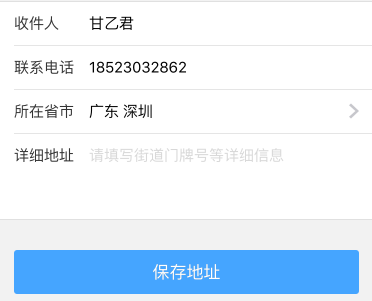 收件人 甘乙君
联系电话 18523032862
所在省市 广东 深圳
详细地址 请填写街道门牌号等详细信息
保存地址